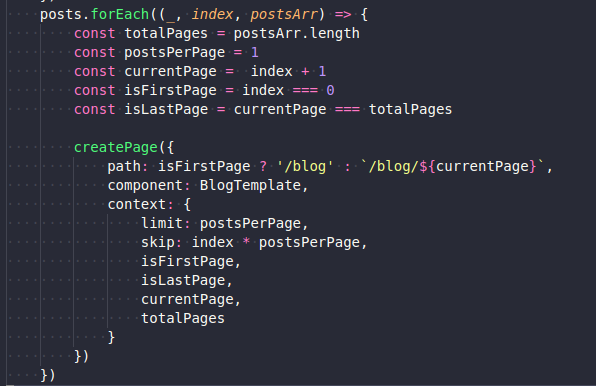 posts.forEach((_, index, postsArr) => {
const totalPages = postsArr.length
const postsPerPage = 1
const currentPage =  index + 1
const isFirstPage = index === 0
const isLastPage = currentPage === totalPages
createPage({
path: isFirstPage ? '/blog' : `/blog/${currentPage}`,
component: BlogTemplate,
context: {
limit: postsPerPage,
skip: index * postsPerPage,
isFirstPage,
isLastPage,
currentPage,
totalPages
}
})
})